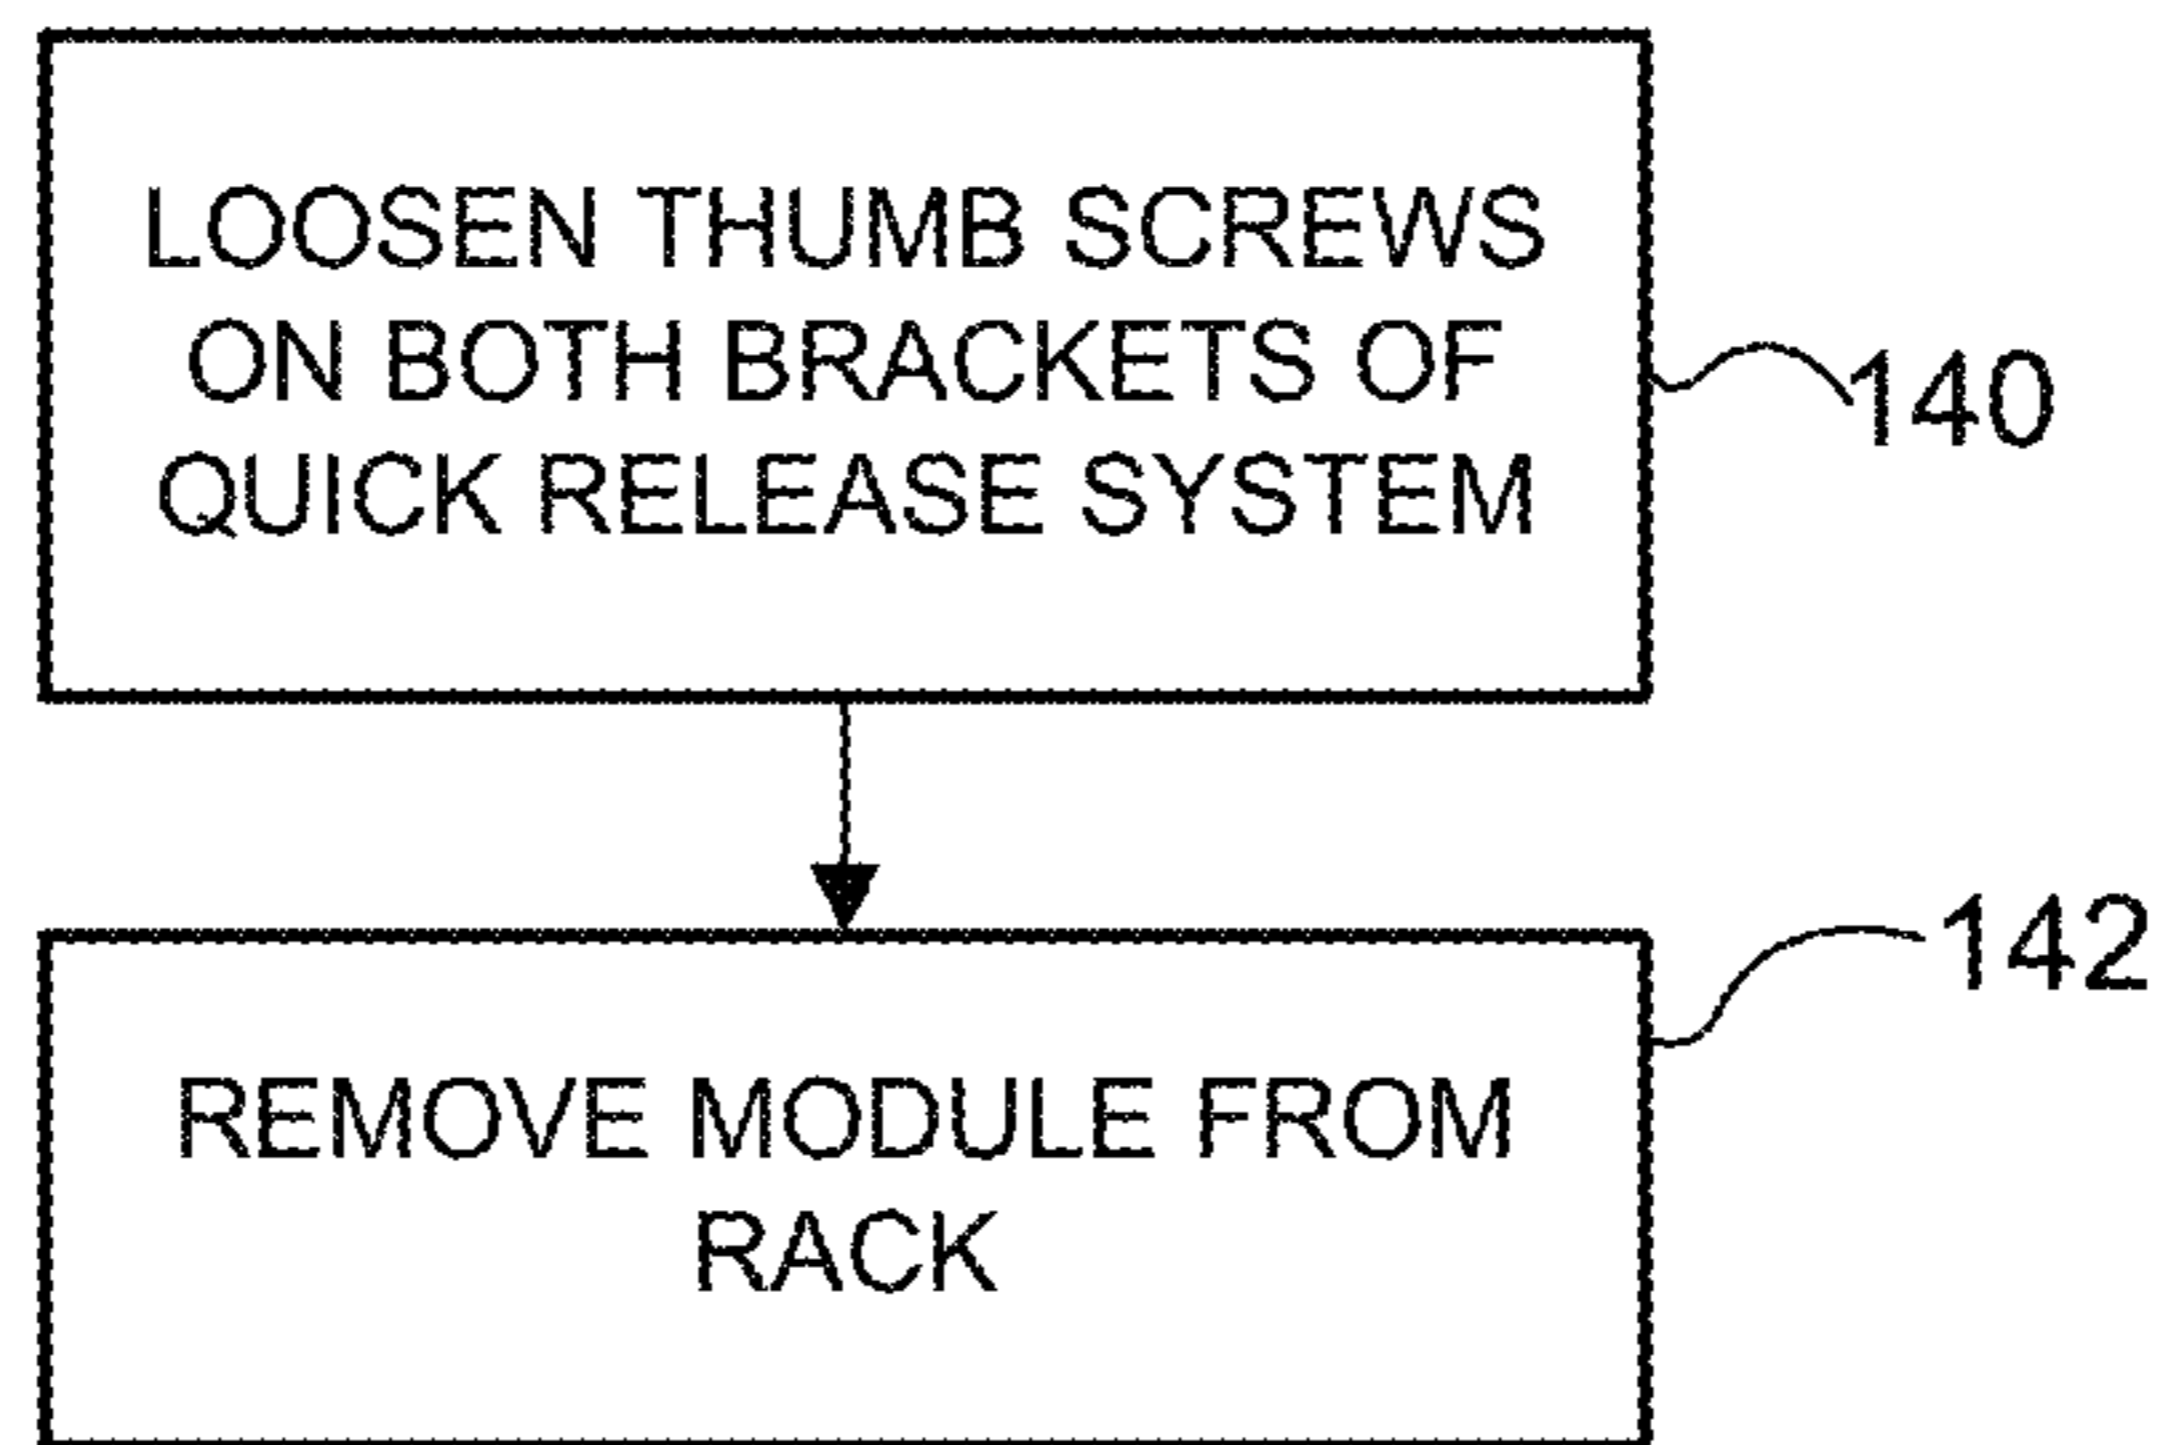 LOOSEN THUMB SCREWS
ON BOTH BRACKETS OF
QUICK RELEASE SYSTEM
140
142
REMOVE MODULE FROM
RACK